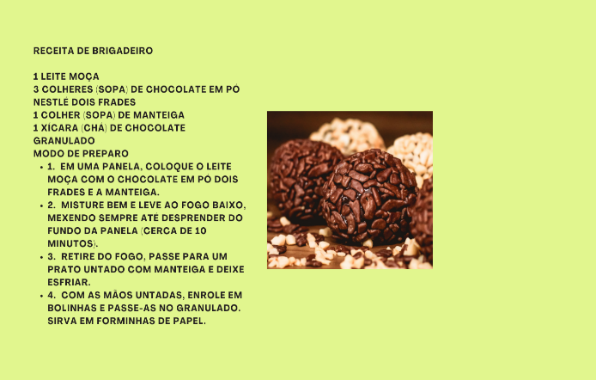 RECEITA DE BRIGADEIRO
1 LEITE MOÇA
3 COLHERES (SOPA) DE CHOCOLATE EM PÓ
NESTLÉ DOIS FRADES
1 COLHER (SOPA) DE MANTEIGA
1 XICARA (CHÁ) DE CHOCOLATE
GRANULADO
MODO DE PREPARO
• 1. EM UMA PANELA, COLOQUE O LEITE
MOÇA COM O CHOCOLATE EM PÓ DOIS
FRADES E A MANTEIGA.
• 2. MISTURE BEM E LEVE AO FOGO BAIXO,
MEXENDO SEMPRE ATÉ DESPRENDER DO
FUNDO DA PANELA (CERCA DE 10
MINUTOS).
• 3. RETIRE DO FOGO, PASSE PARA UM
PRATO UNTADO COM MANTEIGA E DEIXE
ESFRIAR.
• 4. COM AS MÃOS UNTADAS, ENROLE EM
BOLINHAS E PASSE-AS NO GRANULADO.
SIRVA EM FORMINHAS DE PAPEL.